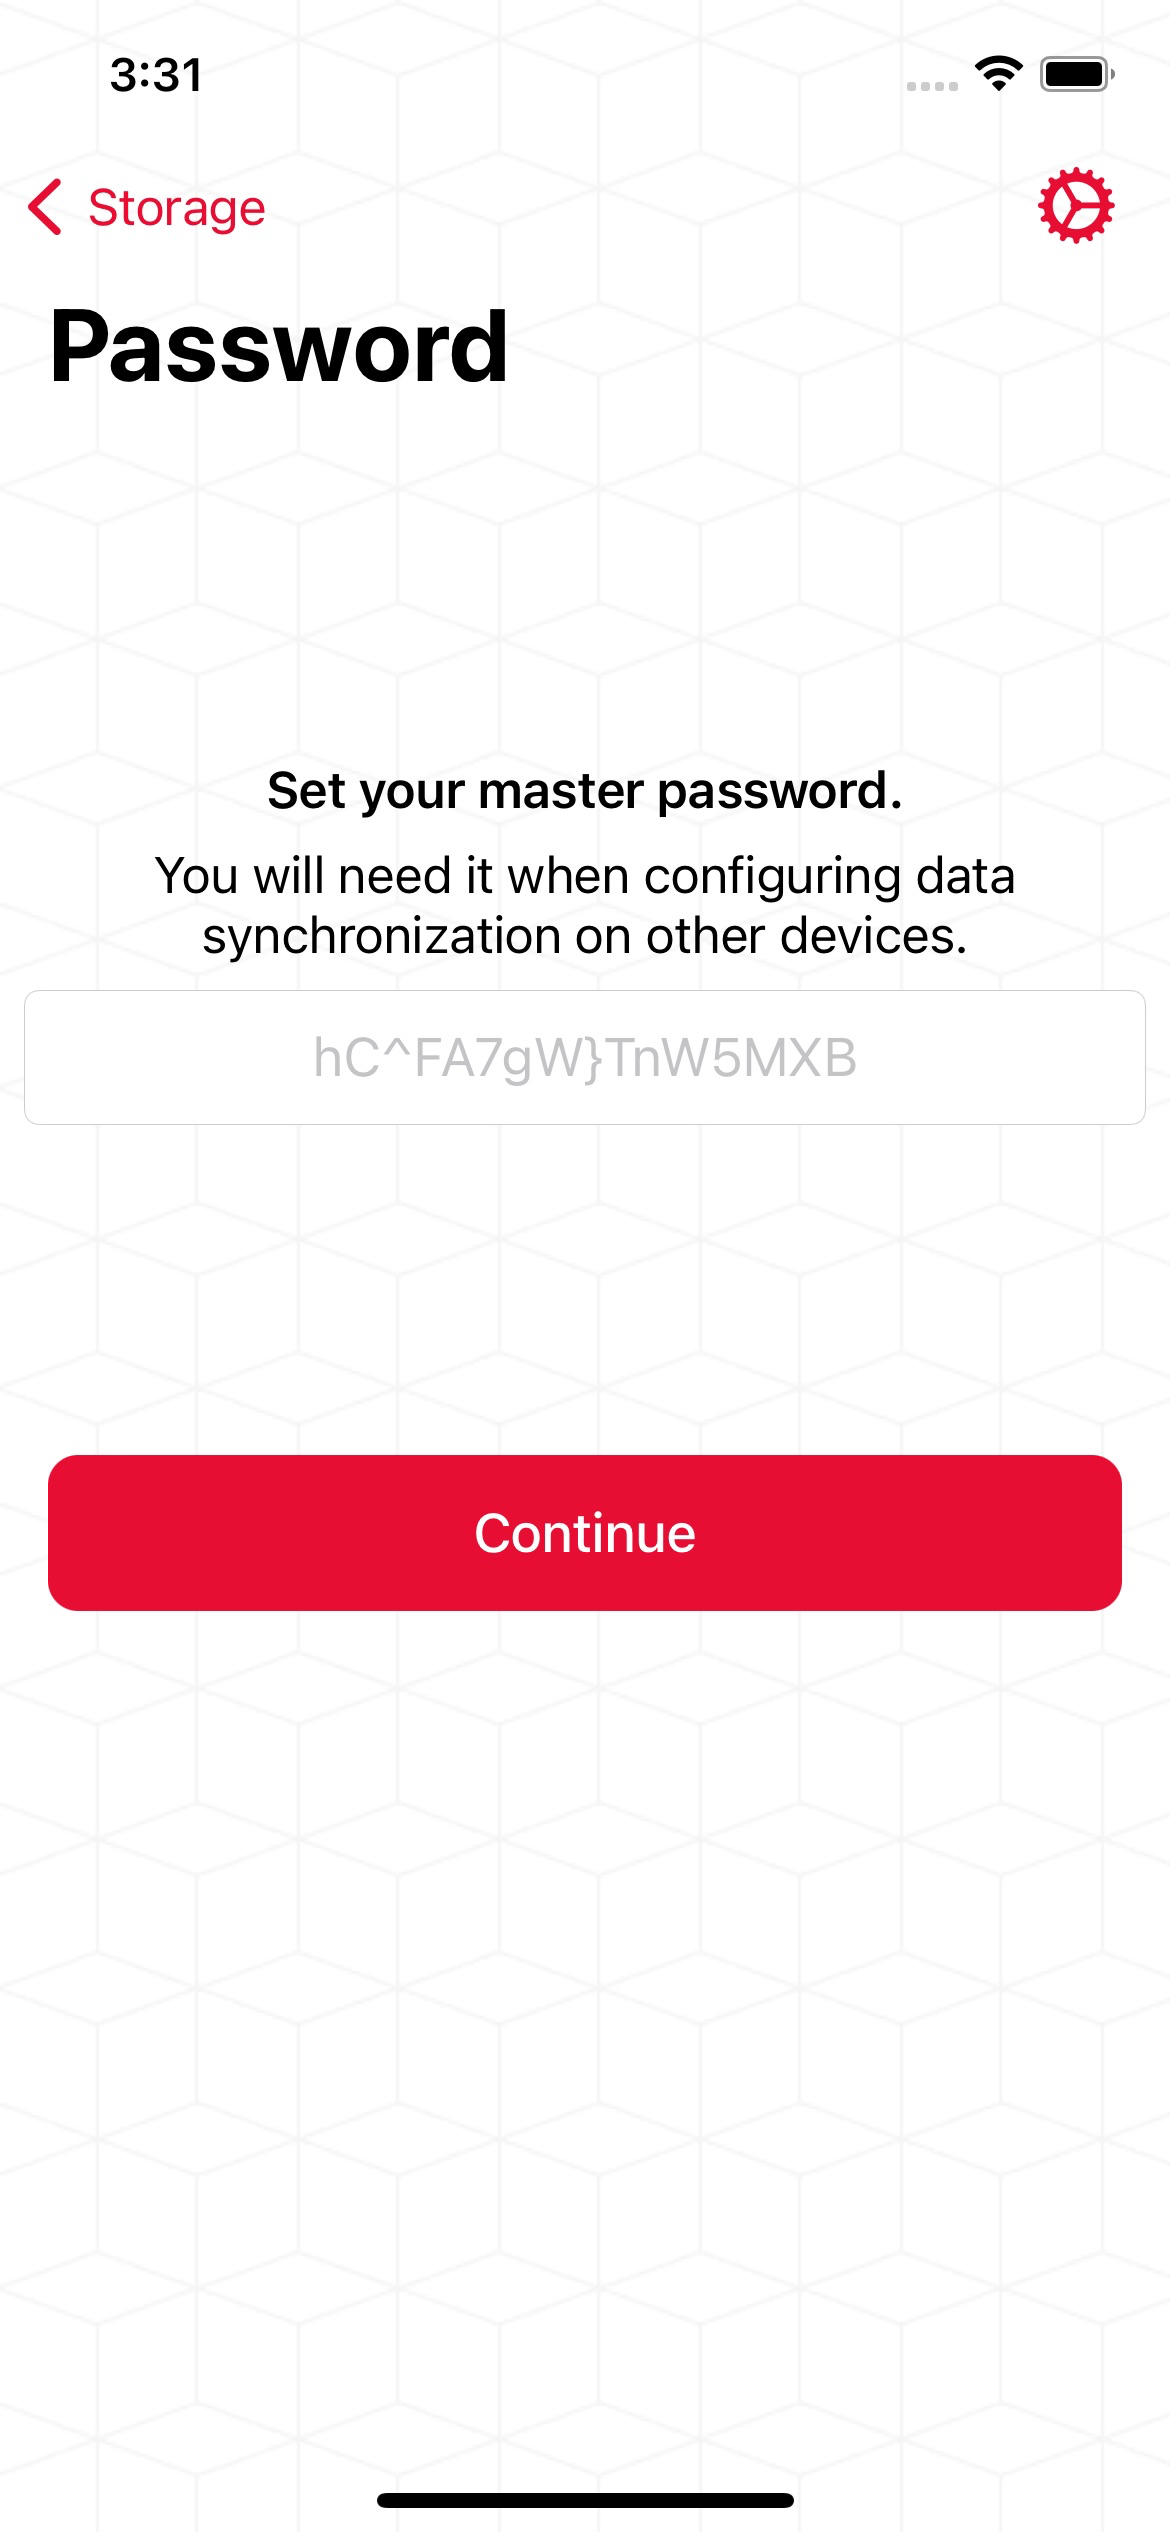 3:31
Storage
Password
Set your master password.
You will need it when configuring data
synchronization on other devices.
hC^FA7gW}TnW5MXB
Continue